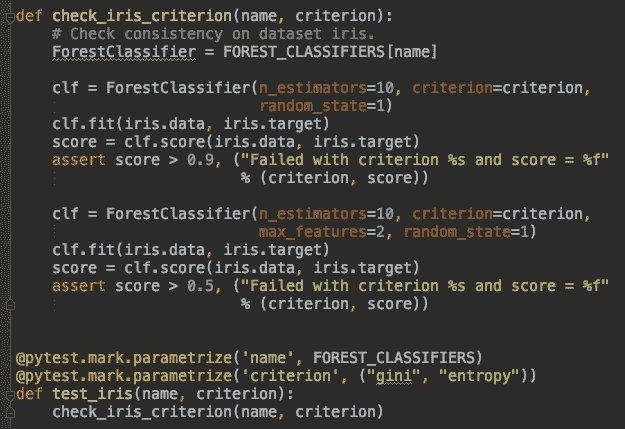 def check_iris_criterion(name, criterion):
    # Check consistency on dataset iris.
    ForestClassifier = FOREST_CLASSIFIERS[name]

    clf = ForestClassifier(n_estimators=10, criterion=criterion,
                           random_state=1)
    clf.fit(iris.data, iris.target)
    score = clf.score(iris.data, iris.target)
    assert score > 0.9, ("Failed with criterion %s and score = %f"
                         % (criterion, score))

    clf = ForestClassifier(n_estimators=10, criterion=criterion,
                           max_features=2, random_state=1)
    clf.fit(iris.data, iris.target)
    score = clf.score(iris.data, iris.target)
    assert score > 0.5, ("Failed with criterion %s and score = %f"
                         % (criterion, score))


@pytest.mark.parametrize('name', FOREST_CLASSIFIERS)
@pytest.mark.parametrize('criterion', ("gini", "entropy"))
def test_iris(name, criterion):
    check_iris_criterion(name, criterion)